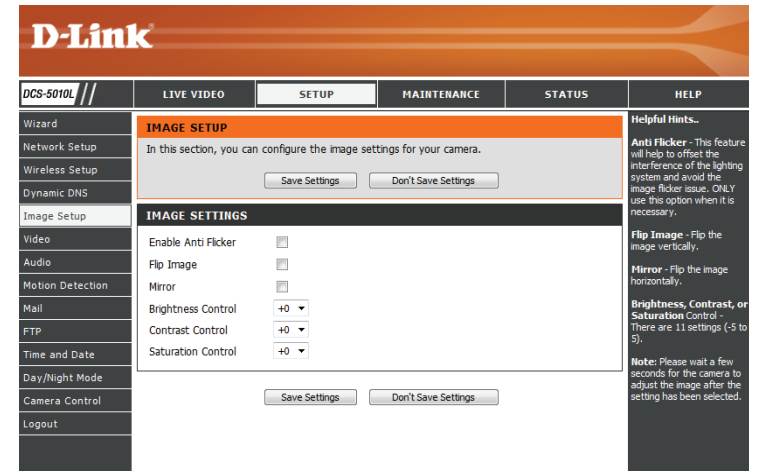 D-Link
DCS-5010L //
LIVE VIDEO
SETUP
MAINTENANCE
STATUS
HELP
Wizard
Network Setup
Wireless Setup
Dynamic DNS
Image Setup
Video
Audio
Motion Detection
Mail
FTP
Time and Date
Day/Night Mode
Camera Control
Logout
IMAGE SETUP
In this section, you can configure the image settings for your camera.
Save Settings
Don't Save Settings
IMAGE SETTINGS
Enable Anti Flicker
Flip Image
Mirror
Brightness Control +0
Contrast Control +0
Saturation Control +0
Save Settings
Don't Save Settings
Helpful Hints..
Anti Flicker - This feature
will help to offset the
interference of the lighting
system and avoid the
image flicker issue. ONLY
use this option when it is
necessary.
Flip Image - Flip the
image vertically.
Mirror - Flip the image
horizontally.
Brightness, Contrast, or
Saturation Control -
There are 11 settings (-5 to
5).
Note: Please wait a few
seconds for the camera to
adjust the image after the
setting has been selected.